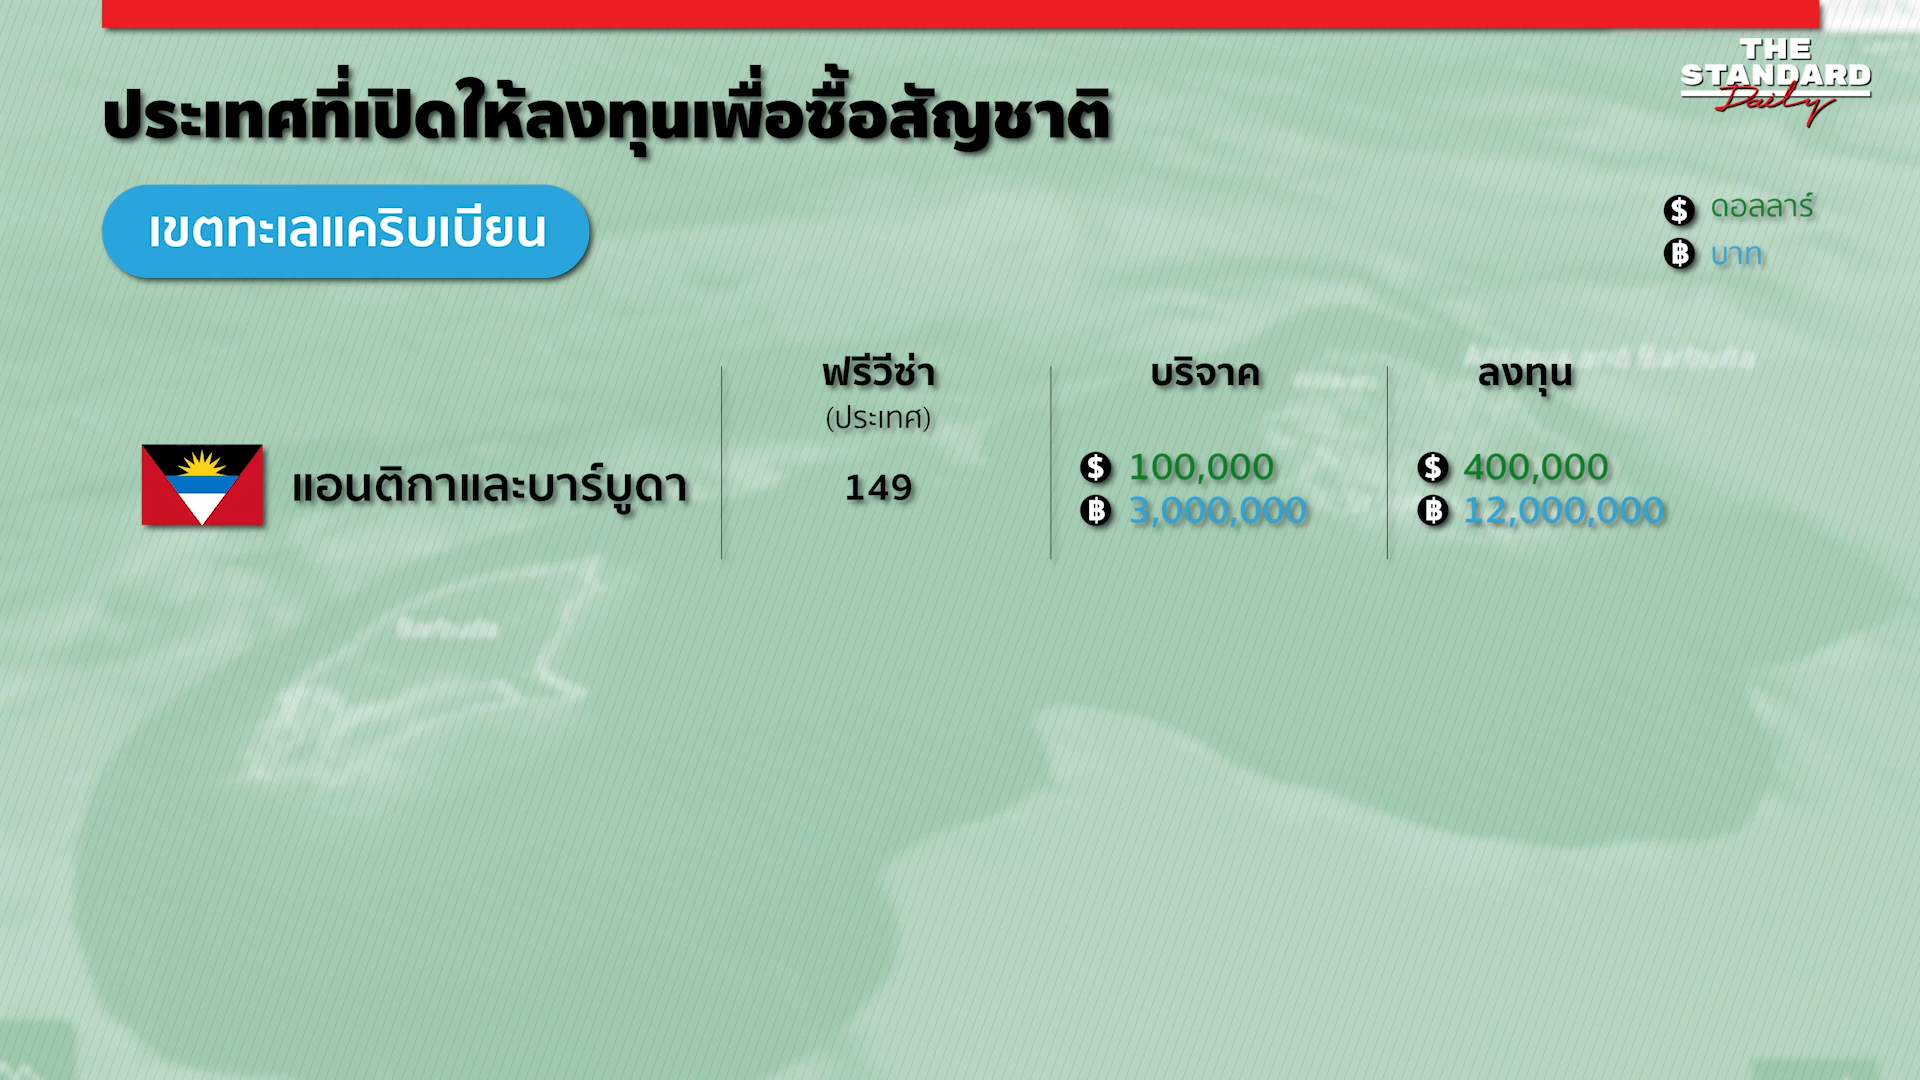 THE
STANDARD
Daily
ประเทศที่เปิดให้ลงทุนเพื่อซื้อสัญชาติ
เขตทะเลแคริบเบียน
$ ดอลลาร์
฿ บาท
ฟรีวีซ่า
(ประเทศ)
บริจาค
ลงทุน
แอนติกาและบาร์บูดา
149
$ 100,000
฿ 3,000,000
$ 400,000
฿ 12,000,000
Antigua and Barbuda
Barbuda